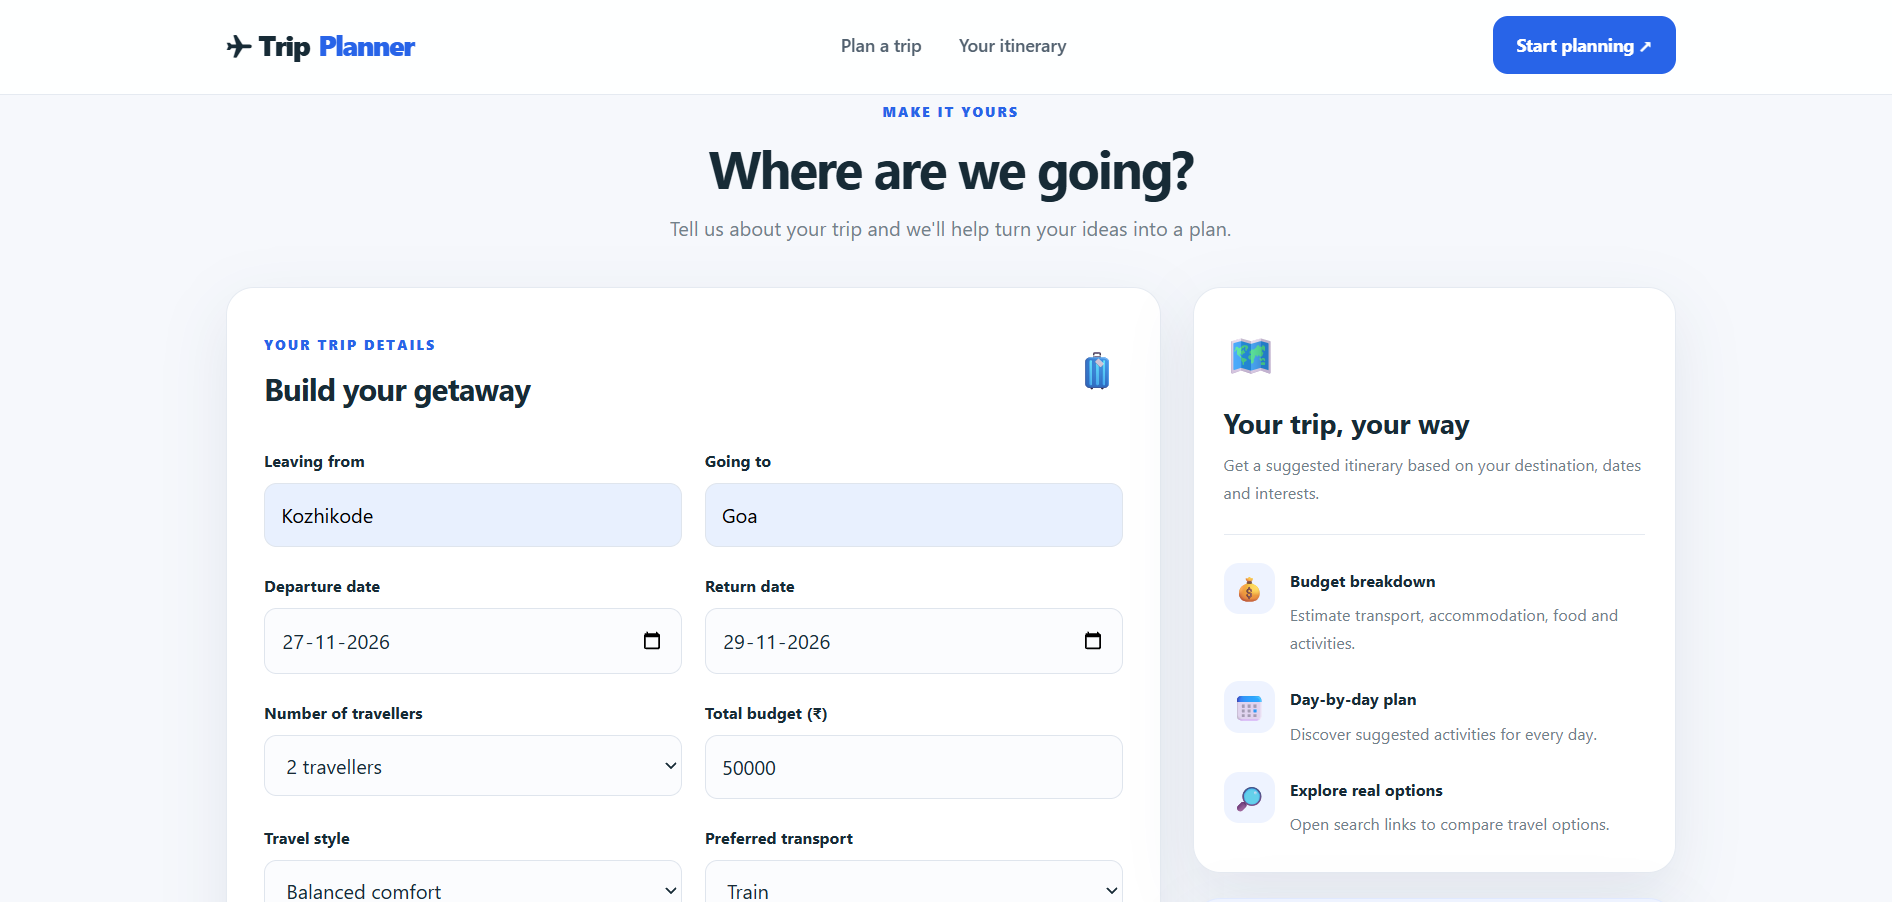 Trip Planner
Plan a trip
Your itinerary
Start planning ↗
MAKE IT YOURS
Where are we going?
Tell us about your trip and we'll help turn your ideas into a plan.
YOUR TRIP DETAILS
Build your getaway
Leaving from
Going to
Kozhikode
Goa
Departure date
Return date
27-11-2026
29-11-2026
Number of travellers
Total budget (₹)
2 travellers
50000
Travel style
Preferred transport
Balanced comfort
Train
Your trip, your way
Get a suggested itinerary based on your destination, dates
and interests.
Budget breakdown
Estimate transport, accommodation, food and
activities.
Day-by-day plan
Discover suggested activities for every day.
Explore real options
Open search links to compare travel options.